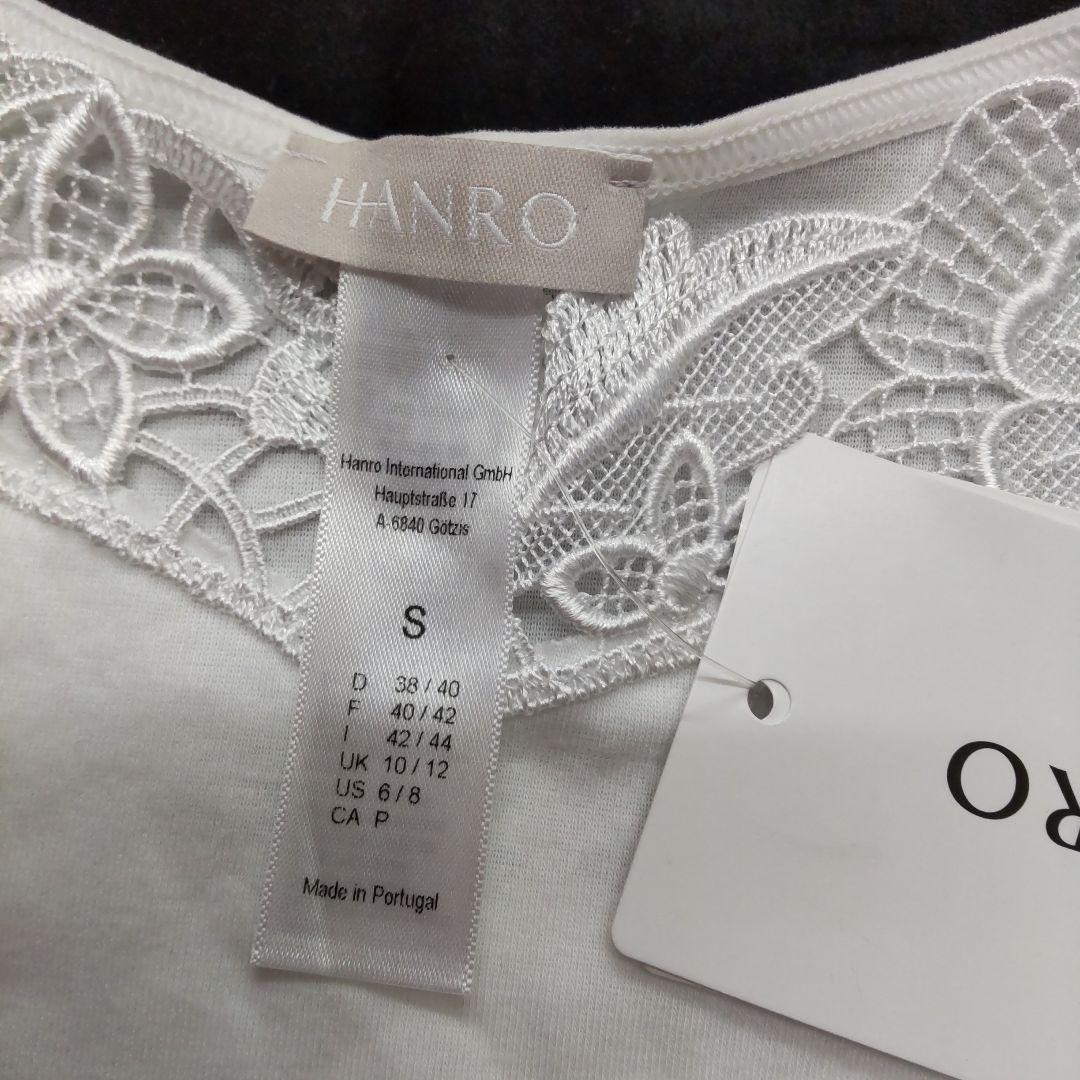 HANRO
Hanro International GmbH
Hauptstraße 17
A-6840 Götzis
S
D 38 / 40
F 40 / 42
I 42 / 44
UK 10 / 12
US 6 / 8
CA P
Made in Portugal
RO